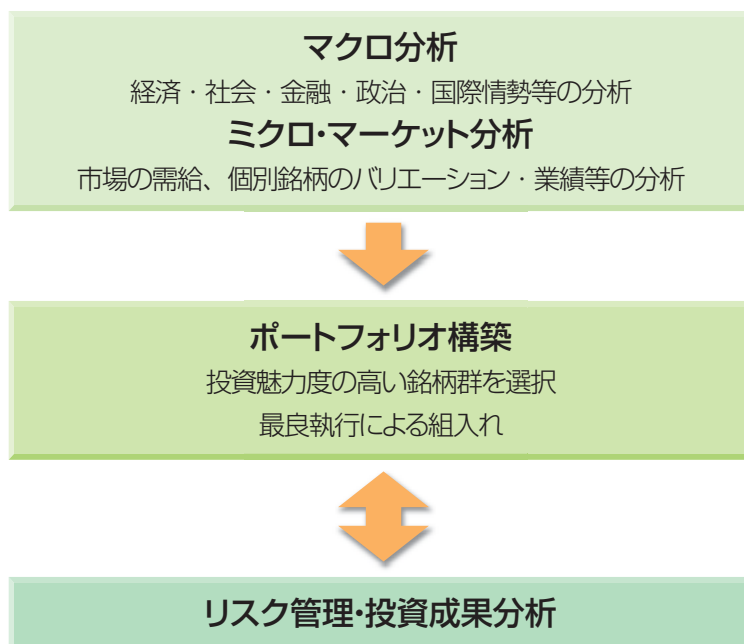 マクロ分析
経済・社会・金融・政治・国際情勢等の分析
ミクロ・マーケット分析
市場の需給、個別銘柄のバリエーション・業績等の分析
ポートフォリオ構築
投資魅力度の高い銘柄群を選択
最良執行による組入れ
リスク管理・投資成果分析